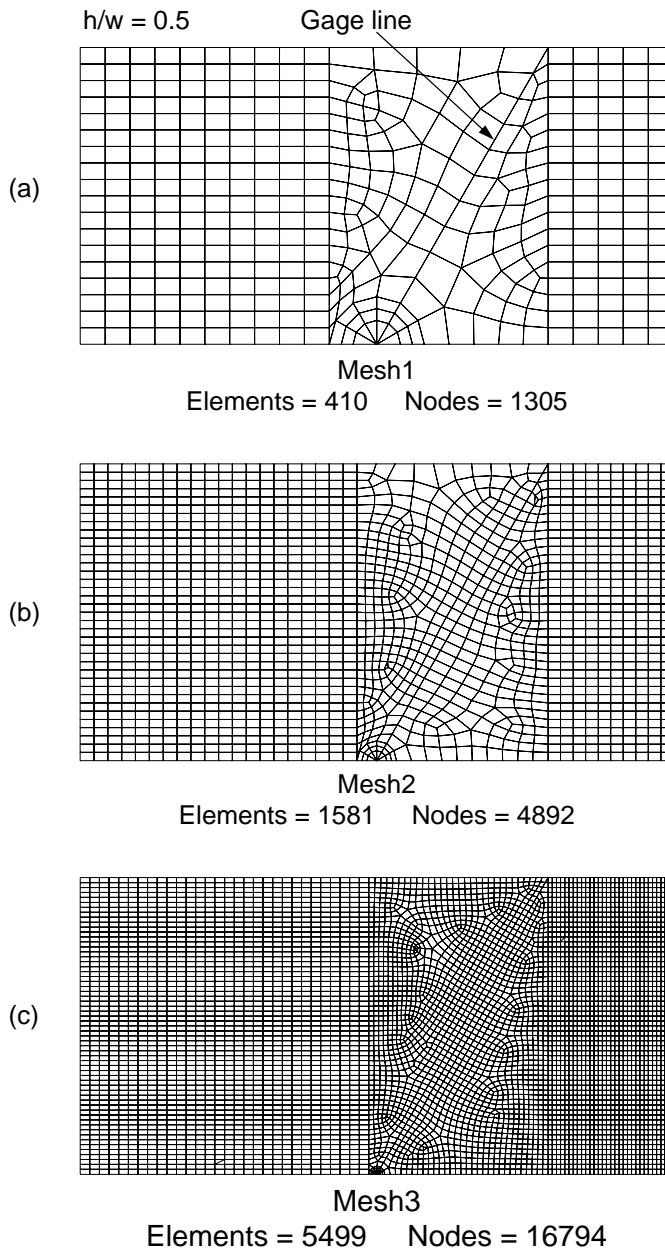 h/w = 0.5
Gage line
(a)
Mesh1
Elements = 410 Nodes = 1305
(b)
Mesh2
Elements = 1581 Nodes = 4892
(c)
Mesh3
Elements = 5499 Nodes = 16794